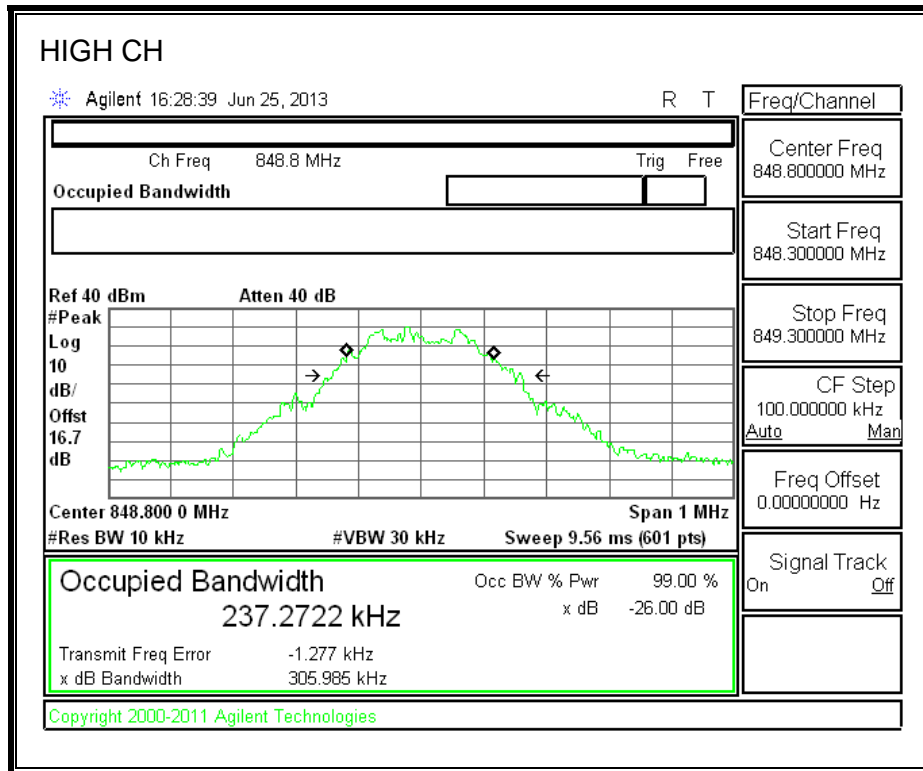 HIGH CH
Agilent 16:28:39 Jun 25, 2013 R T
Freq/Channel
Ch Freq 848.8 MHz Trig Free
Occupied Bandwidth
Center Freq
848.800000 MHz
Start Freq
848.300000 MHz
Stop Freq
849.300000 MHz
CF Step
100.000000 kHz
Auto Man
Freq Offset
0.00000000 Hz
Signal Track
On Off
Ref 40 dBm Atten 40 dB
#Peak
Log
10
dB/
Offst
16.7
dB
Center 848.800 0 MHz Span 1 MHz
#Res BW 10 kHz #VBW 30 kHz Sweep 9.56 ms (601 pts)
Occupied Bandwidth Occ BW % Pwr 99.00 %
237.2722 kHz x dB -26.00 dB
Transmit Freq Error -1.277 kHz
x dB Bandwidth 305.985 kHz
Copyright 2000-2011 Agilent Technologies